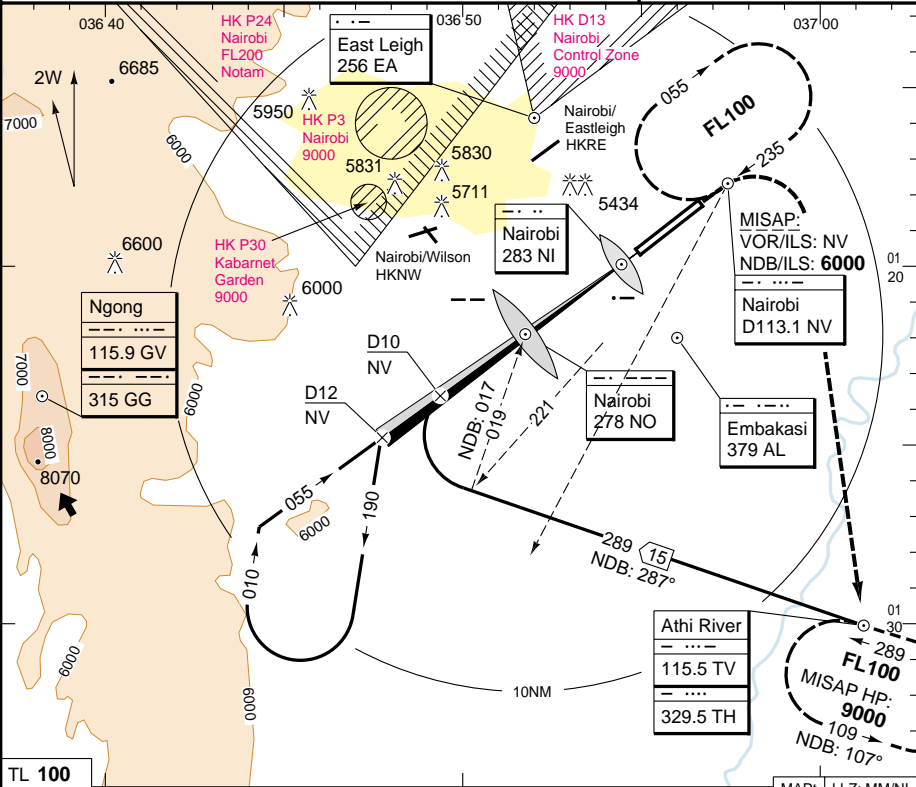 036 40
036 50
037 00
HK P24
Nairobi
FL200
Notam
East Leigh
256 EA
HK D13
Nairobi
Control Zone
9000
6685
2W
7000
6000
5950
HK P3
Nairobi
9000
5831
5830
5711
Nairobi/
Eastleigh
HKRE
055
FL100
235
5434
6600
HK P30
Kabarnet
Garden
9000
6000
Nairobi/Wilson
HKNW
Nairobi
283 NI
MISAP:
VOR/ILS: NV
NDB/ILS: 6000
Nairobi
D113.1 NV
01
20
Ngong
115.9 GV
315 GG
7000
8000
8070
6000
D10
NV
D12
NV
NDB: 017
019
221
Nairobi
278 NO
Embakasi
379 AL
055
190
010
6000
289
15
NDB: 287°
6000
6000
10NM
Athi River
115.5 TV
329.5 TH
01
30
289
FL100
MISAP HP:
9000
109
NDB: 107°
TL 100